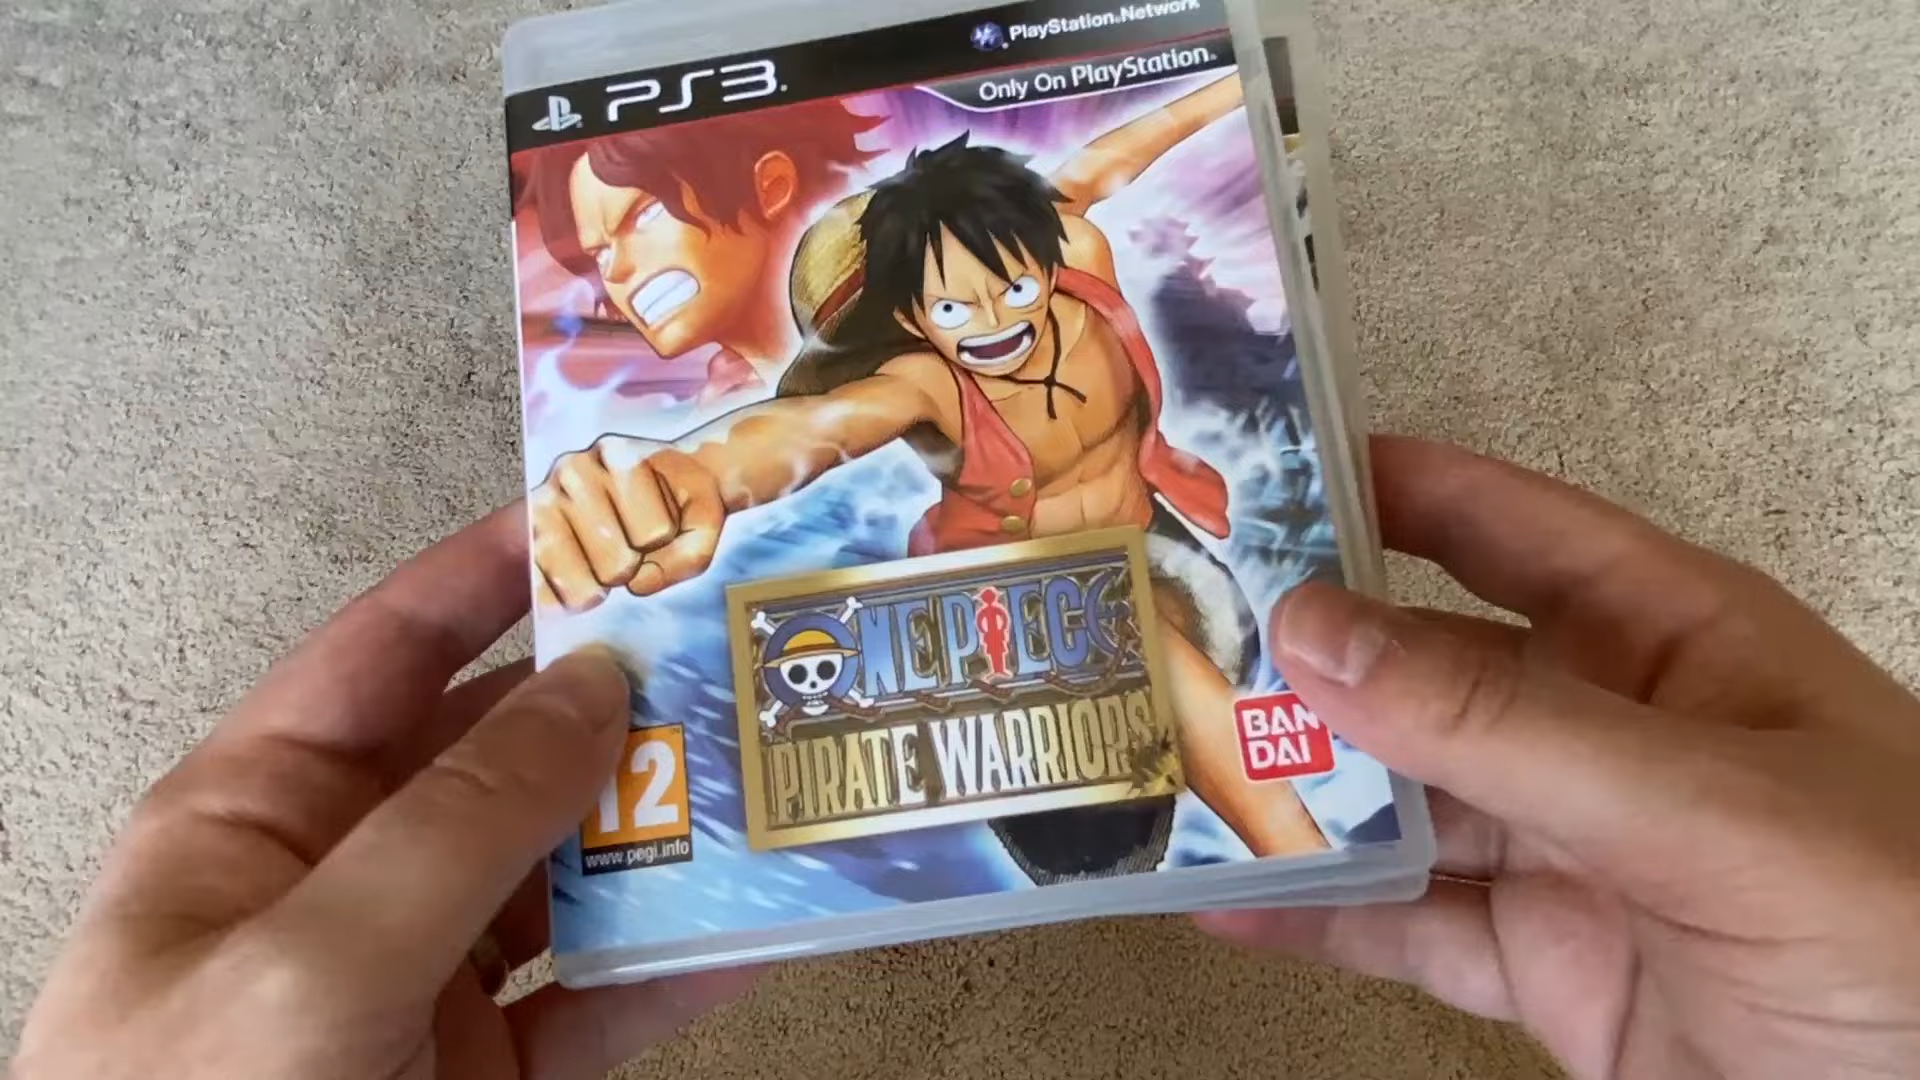 PlayStation Network
PS3
Only On PlayStation.
ONE PIECE
PIRATE WARRIORS
12
www.pegi.info
BAN
DAI